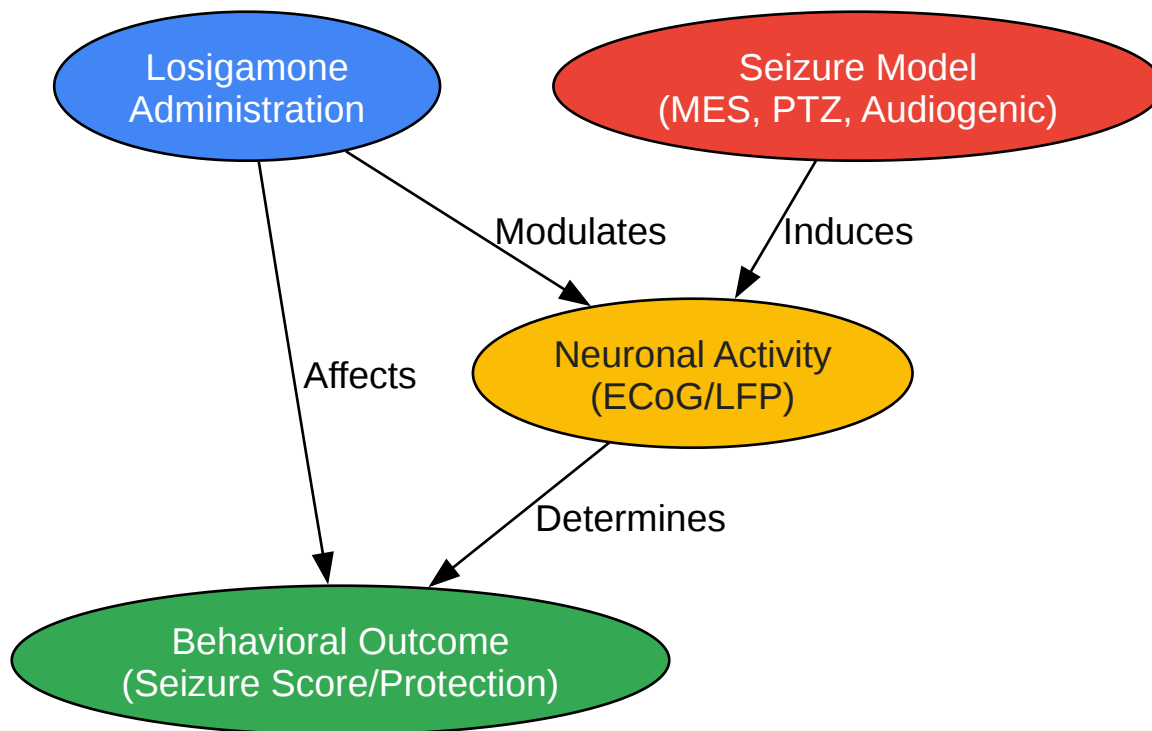 Losigamone
Administration
Seizure Model
(MES, PTZ, Audiogenic)
Modulates
Induces
Neuronal Activity
(ECoG/LFP)
Affects
Determines
Behavioral Outcome
(Seizure Score/Protection)